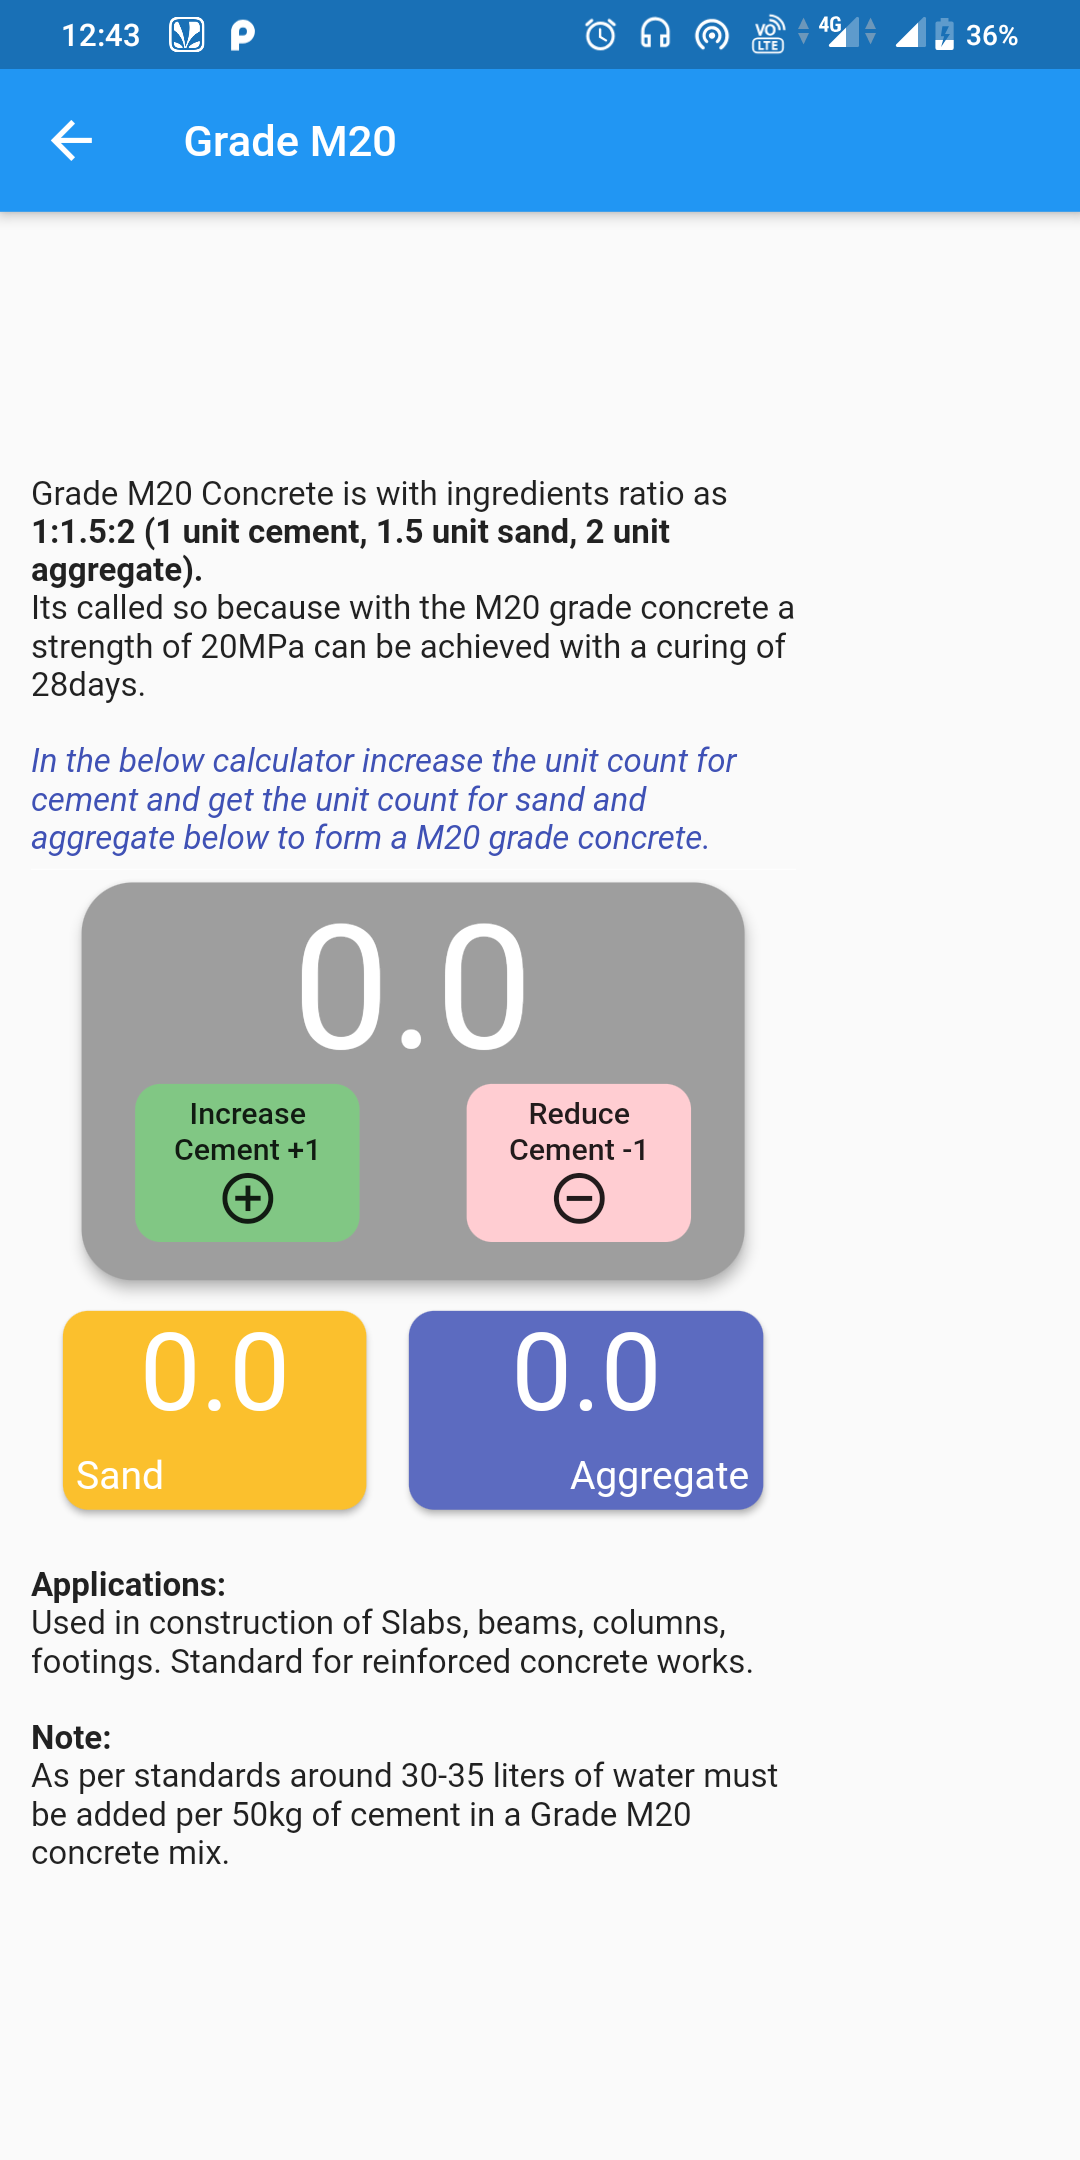 12:43
VO LTE 4G 36%
Grade M20
Grade M20 Concrete is with ingredients ratio as
1:1.5:2 (1 unit cement, 1.5 unit sand, 2 unit
aggregate).
Its called so because with the M20 grade concrete a
strength of 20MPa can be achieved with a curing of
28days.
In the below calculator increase the unit count for
cement and get the unit count for sand and
aggregate below to form a M20 grade concrete.
0.0
Increase
Cement +1
Reduce
Cement -1
0.0
Sand
0.0
Aggregate
Applications:
Used in construction of Slabs, beams, columns,
footings. Standard for reinforced concrete works.
Note:
As per standards around 30-35 liters of water must
be added per 50kg of cement in a Grade M20
concrete mix.